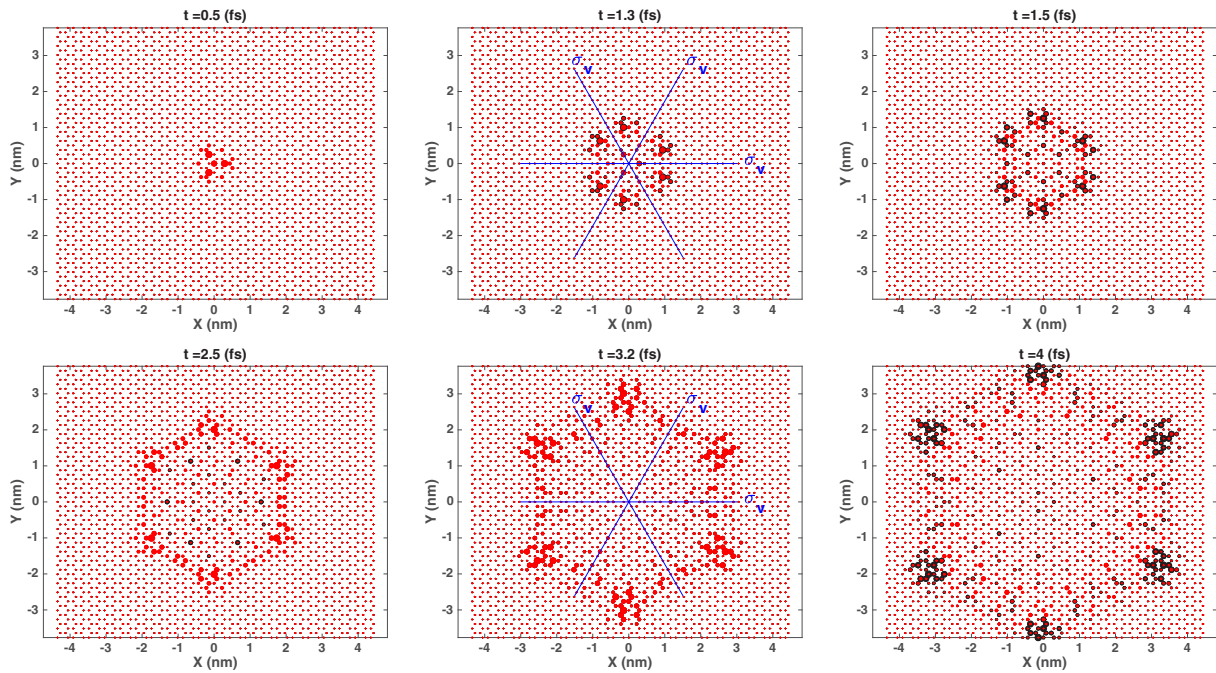 t =0.5 (fs)
3
2
1
0
-1
-2
-3
Y (nm)
-4 -3 -2 -1 0 1 2 3 4
X (nm)
t =1.3 (fs)
3
2
1
0
-1
-2
-3
Y (nm)
σv σv
σv
-4 -3 -2 -1 0 1 2 3 4
X (nm)
t =1.5 (fs)
3
2
1
0
-1
-2
-3
Y (nm)
-4 -3 -2 -1 0 1 2 3 4
X (nm)
t =2.5 (fs)
3
2
1
0
-1
-2
-3
Y (nm)
-4 -3 -2 -1 0 1 2 3 4
X (nm)
t =3.2 (fs)
3
2
1
0
-1
-2
-3
Y (nm)
σv σv
σv
-4 -3 -2 -1 0 1 2 3 4
X (nm)
t =4 (fs)
3
2
1
0
-1
-2
-3
Y (nm)
-4 -3 -2 -1 0 1 2 3 4
X (nm)